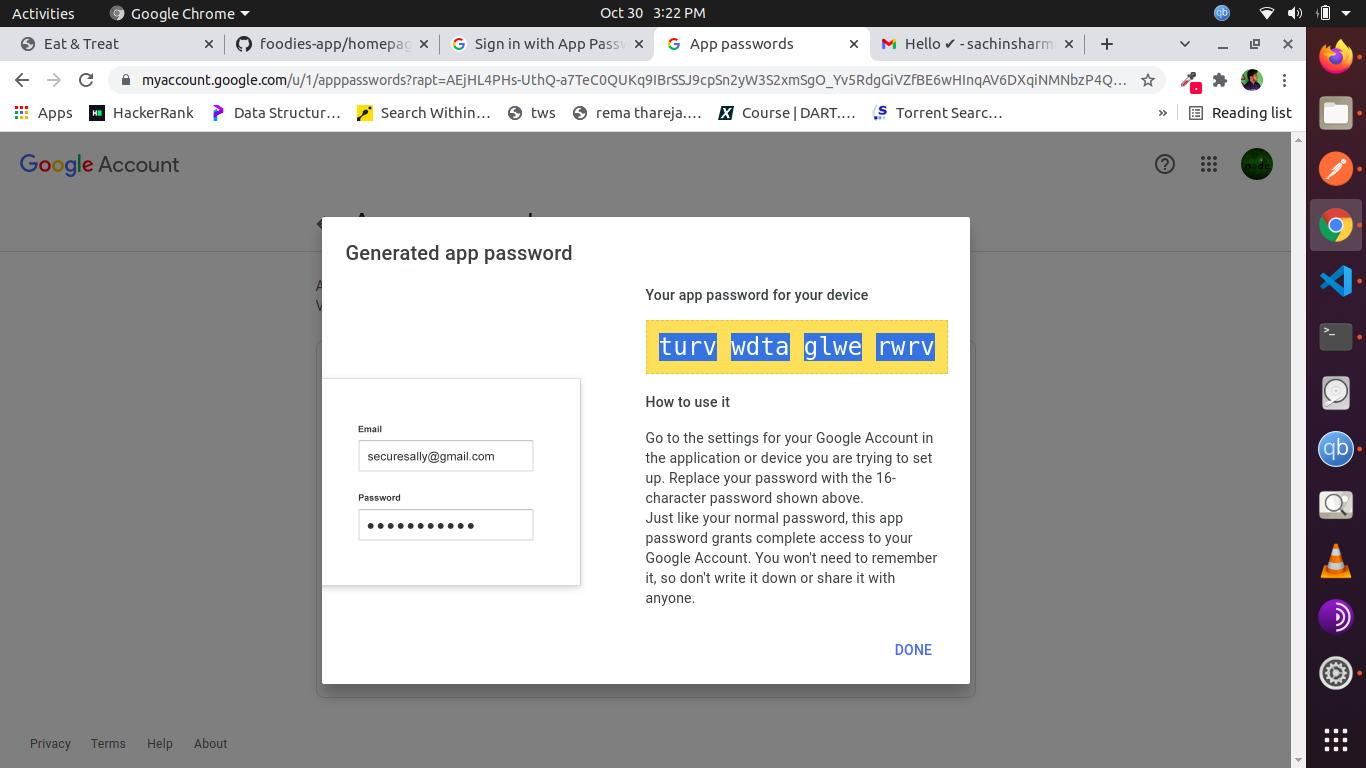 Activities Google Chrome Oct 30 3:22 PM
Eat & Treat
foodies-app/homepag
Sign in with App Passw
App passwords
Hello ✔ - sachinsharm
myaccount.google.com/u/1/apppasswords?rapt=AEjHL4PHs-UthQ-a7TeC0QUKq9IBrSSJ9cpSn2yW3S2xmSgO_Yv5RdgGiVZfBE6wHInqAV6DXqiNMNbzP4Q…
Apps HackerRank Data Structur… Search Within… tws rema thareja.… Course | DART.… Torrent Searc… » Reading list
Google Account
Generated app password
Your app password for your device
turv wdta glwe rwrv
Email
securesally@gmail.com
Password
How to use it
Go to the settings for your Google Account in
the application or device you are trying to set
up. Replace your password with the 16-
character password shown above.
Just like your normal password, this app
password grants complete access to your
Google Account. You won't need to remember
it, so don't write it down or share it with
anyone.
DONE
Privacy Terms Help About